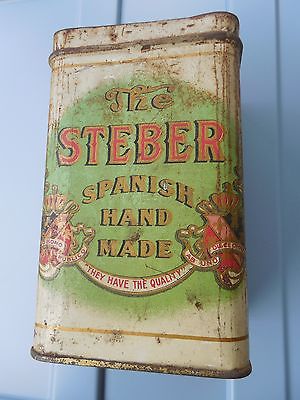 The
STEBER
SPANISH
HAND
MADE
"THEY HAVE THE QUALITY"